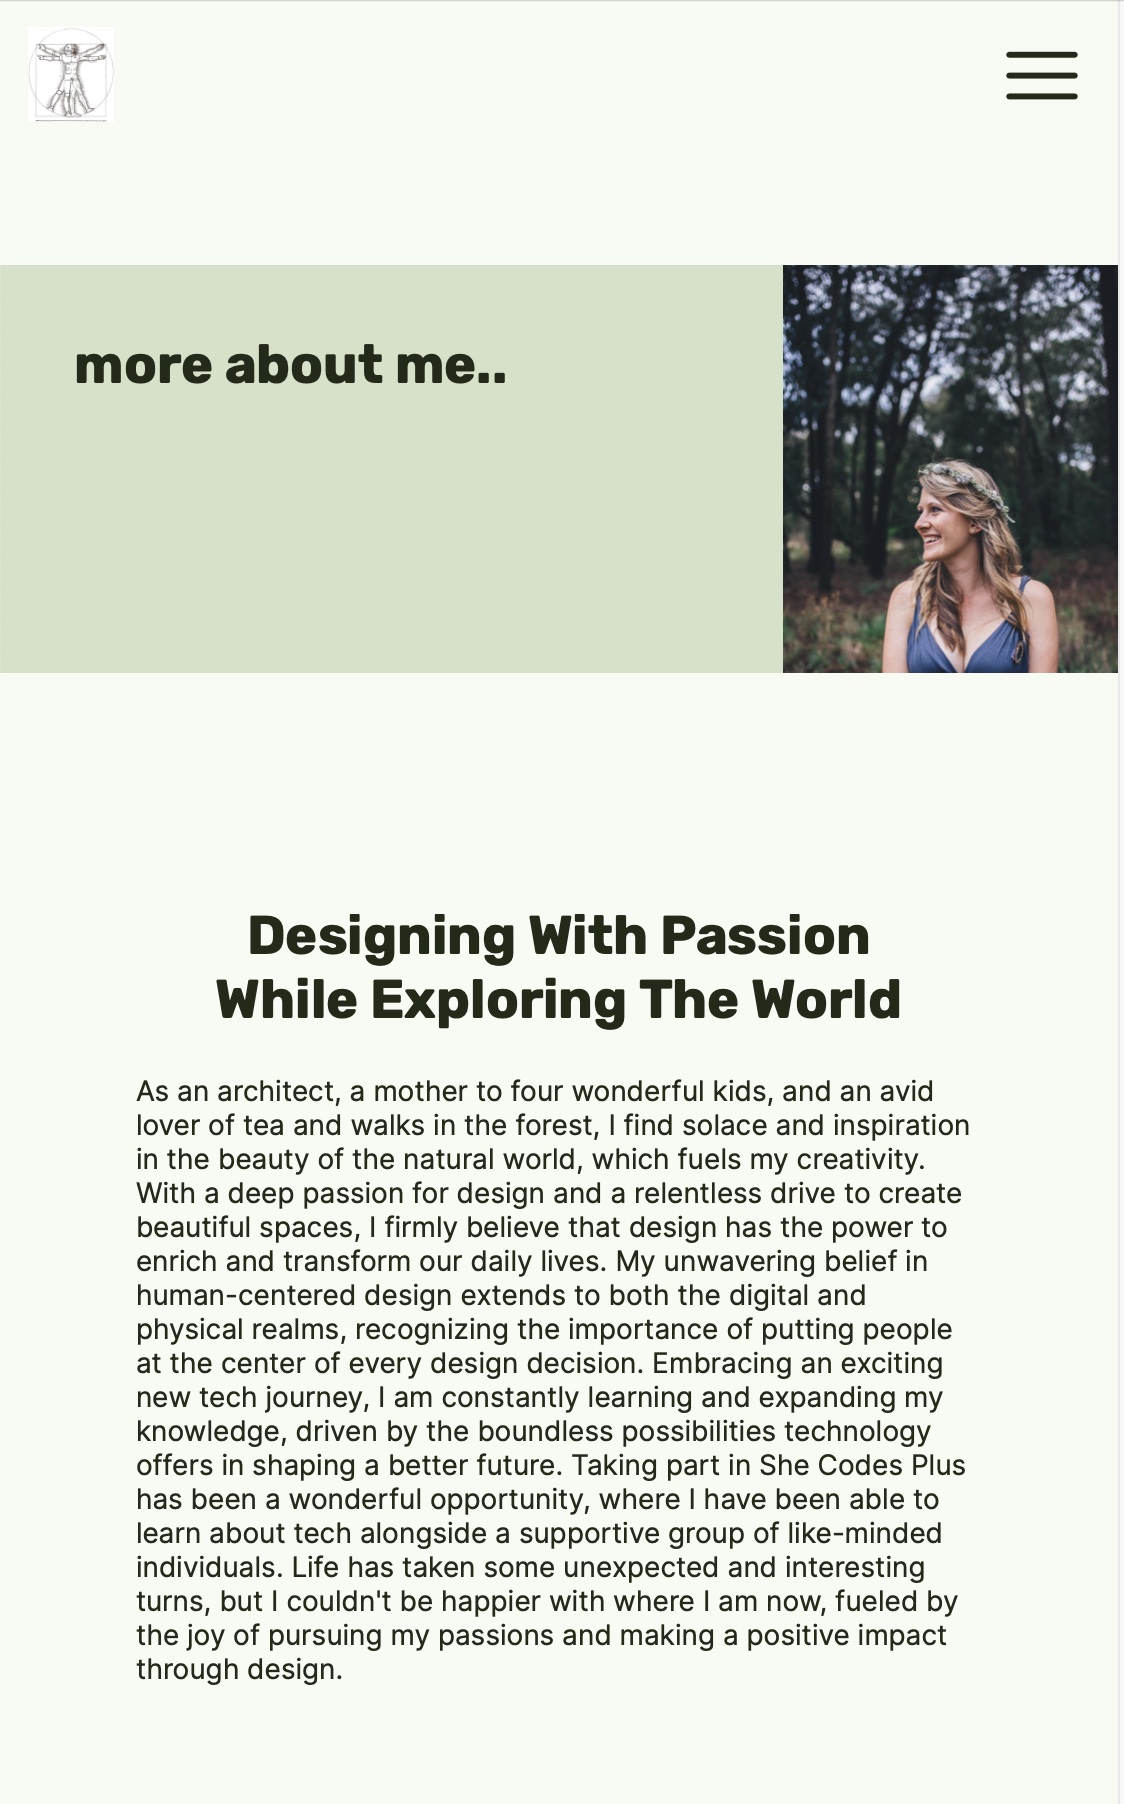 more about me..
Designing With Passion
While Exploring The World
As an architect, a mother to four wonderful kids, and an avid
lover of tea and walks in the forest, I find solace and inspiration
in the beauty of the natural world, which fuels my creativity.
With a deep passion for design and a relentless drive to create
beautiful spaces, I firmly believe that design has the power to
enrich and transform our daily lives. My unwavering belief in
human-centered design extends to both the digital and
physical realms, recognizing the importance of putting people
at the center of every design decision. Embracing an exciting
new tech journey, I am constantly learning and expanding my
knowledge, driven by the boundless possibilities technology
offers in shaping a better future. Taking part in She Codes Plus
has been a wonderful opportunity, where I have been able to
learn about tech alongside a supportive group of like-minded
individuals. Life has taken some unexpected and interesting
turns, but I couldn't be happier with where I am now, fueled by
the joy of pursuing my passions and making a positive impact
through design.